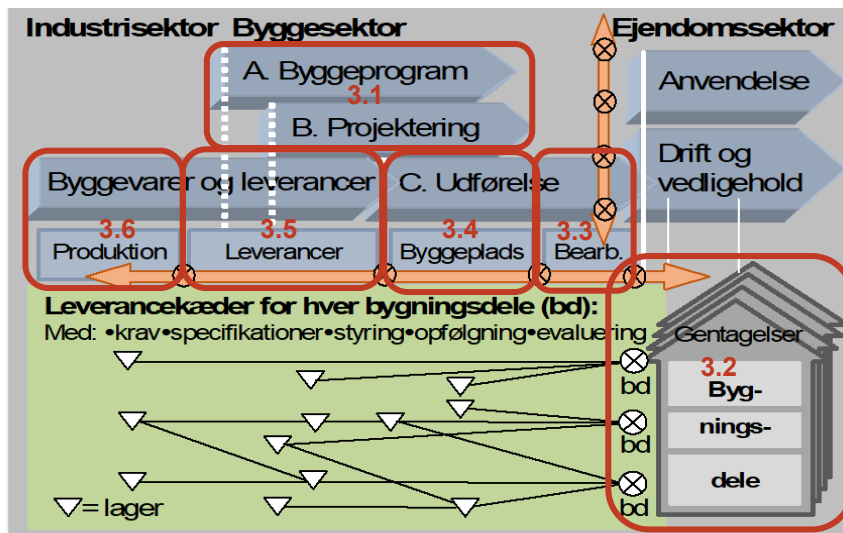 Industrisektor Byggesektor Ejendomssektor
A. Byggeprogram
3.1
B. Projektering
Anvendelse
Drift og
vedligehold
Byggevarer og leverancer
C. Udførelse
3.6 3.5 3.4 3.3
Produktion Leverancer Byggeplads Bearb.
Leverancekæder for hver bygningsdele (bd):
Med: •krav•specifikationer•styring•opfølgning•evaluering
Gentagelser
3.2
Byg-
nings-
dele
bd
bd
bd
= lager